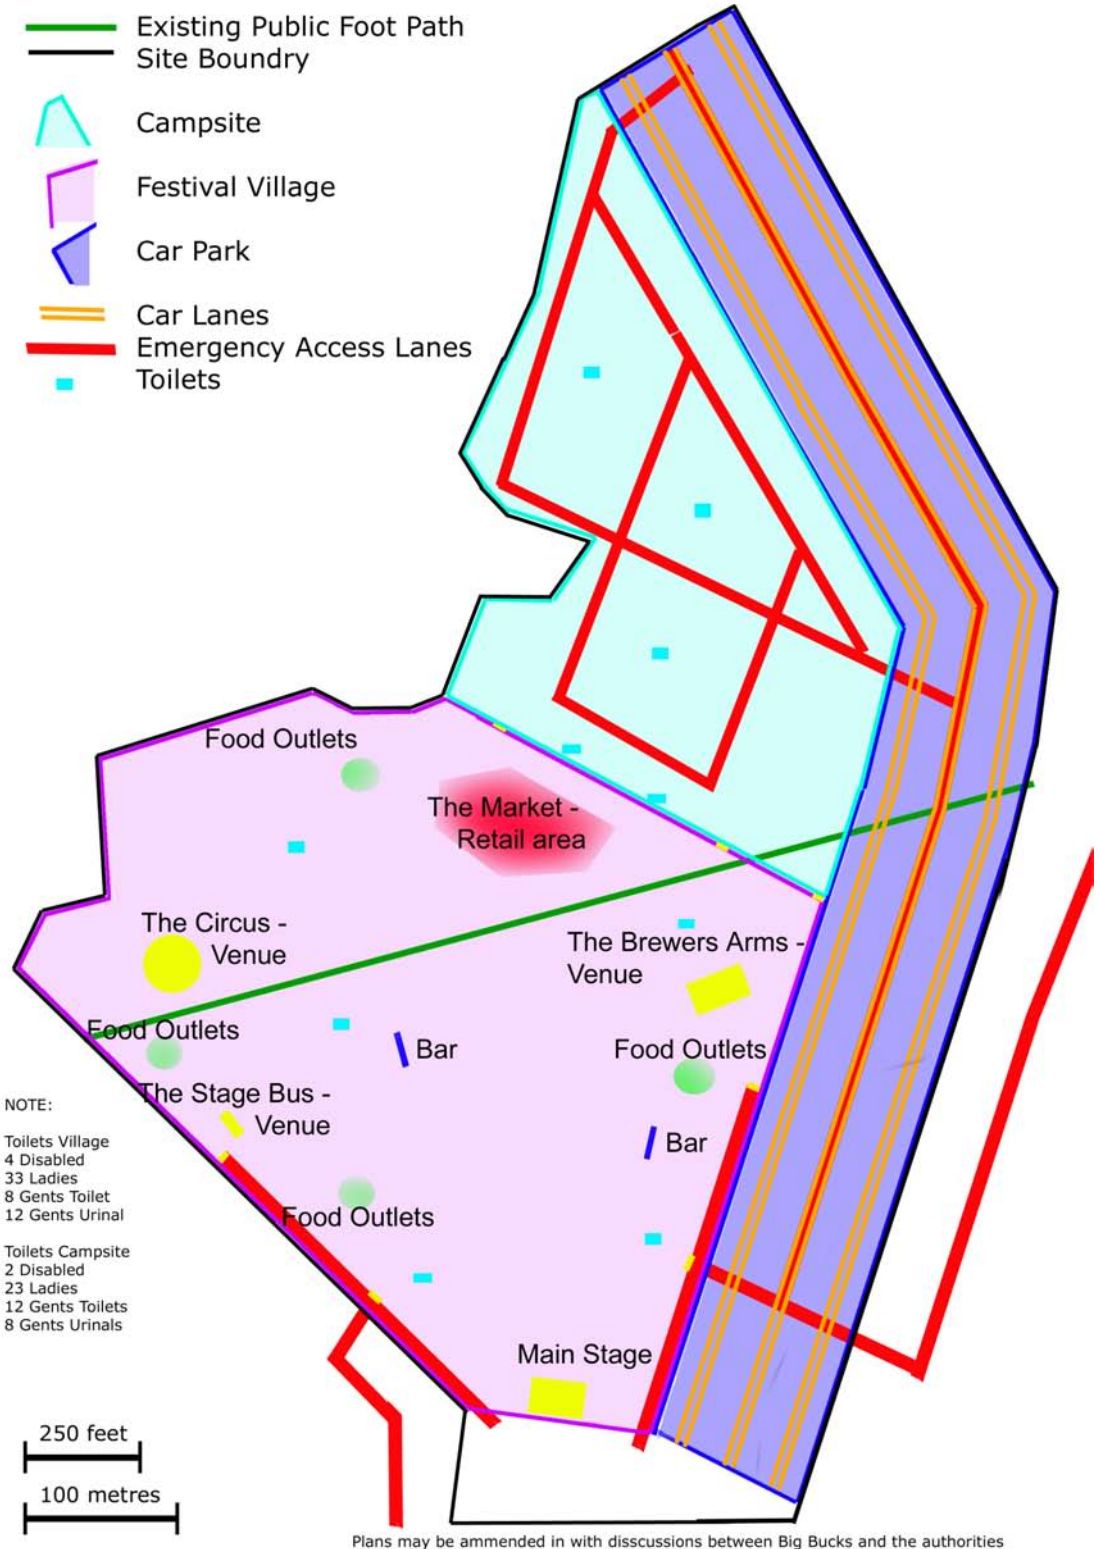 Existing Public Foot Path
Site Boundry
Campsite
Festival Village
Car Park
Car Lanes
Emergency Access Lanes
Toilets
Food Outlets
The Market -
Retail area
The Circus -
Venue
The Brewers Arms -
Venue
Food Outlets
Bar
Food Outlets
The Stage Bus -
Venue
Bar
Food Outlets
Main Stage
NOTE:
Toilets Village
4 Disabled
33 Ladies
8 Gents Toilet
12 Gents Urinal
Toilets Campsite
2 Disabled
23 Ladies
12 Gents Toilets
8 Gents Urinals
250 feet
100 metres
Plans may be ammended in with disscussions between Big Bucks and the authorities